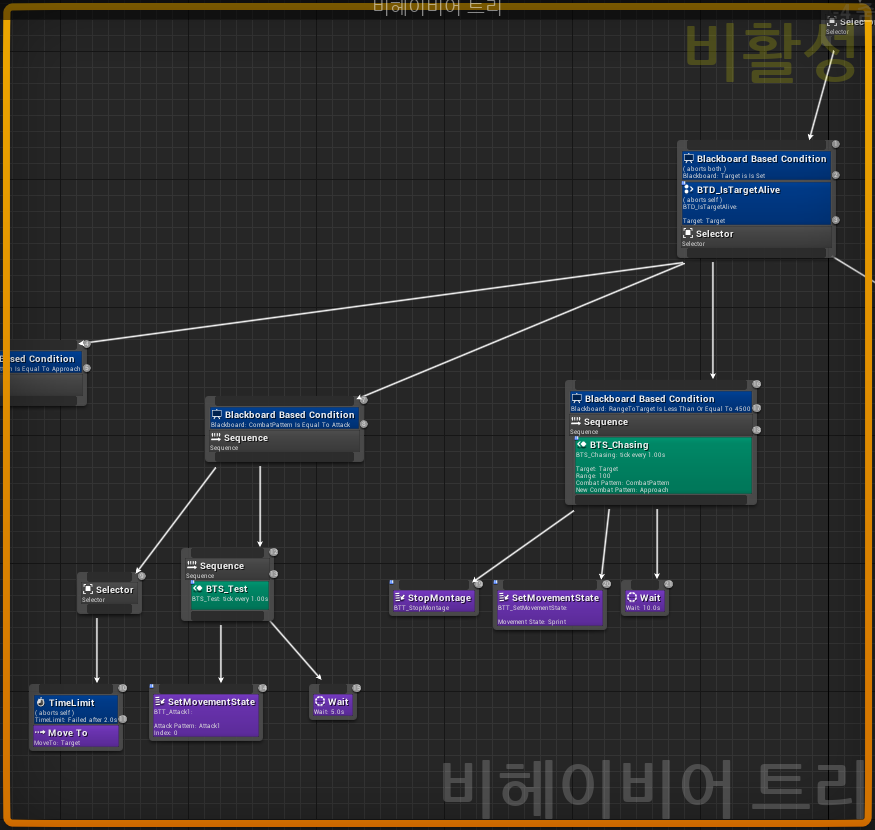 비헤이비어 트리
Selector
비활성
Blackboard Based Condition
( aborts both )
Blackboard: Target is Is Set
BTD_IsTargetAlive
( aborts self )
BTD_IsTargetAlive:
Target: Target
Selector
Selector
Based Condition
Is Equal To Approach
Blackboard Based Condition
Blackboard: CombatPattern Is Equal To Attack
Sequence
Sequence
Blackboard Based Condition
Blackboard: RangeToTarget Is Less Than Or Equal To 4500
Sequence
Sequence
BTS_Chasing
BTS_Chasing: tick every 1.00s
Target: Target
Range: 100
Combat Pattern: CombatPattern
New Combat Pattern: Approach
Selector
Selector
Sequence
Sequence
BTS_Test
BTS_Test: tick every 1.00s
StopMontage
BTT_StopMontage
SetMovementState
BTT_SetMovementState:
Movement State: Sprint
Wait
Wait: 10.0s
TimeLimit
( aborts self )
TimeLimit: Failed after 2.0s
Move To
MoveTo: Target
SetMovementState
BTT_Attack1:
Attack Pattern: Attack1
Index: 0
Wait
Wait: 5.0s
비헤이비어 트리